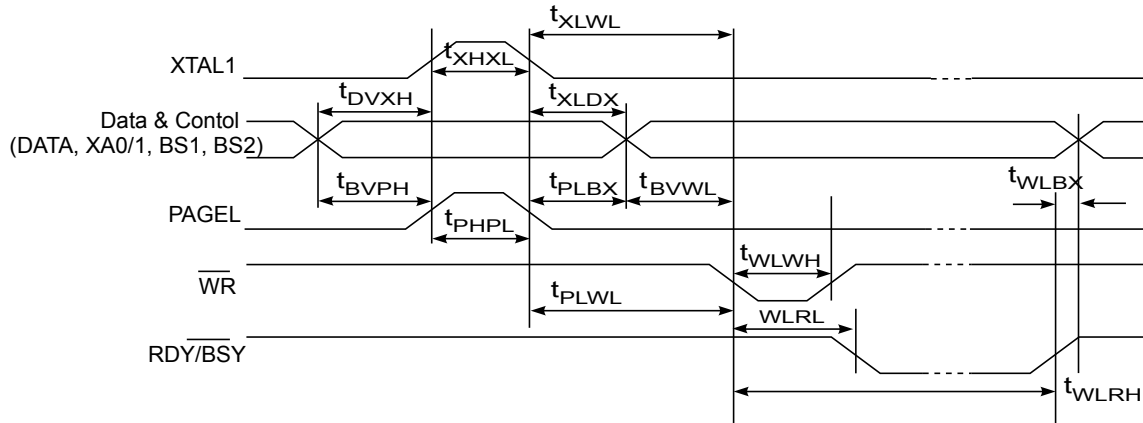 tXLWL
XTAL1
tXHXL
tDVXH
tXLDX
Data & Contol
(DATA, XA0/1, BS1, BS2)
tBVPH
tPLBX
tBVWL
tWLBX
PAGEL
tPHPL
tWLWH
WR
tPLWL
WLRL
RDY/BSY
tWLRH